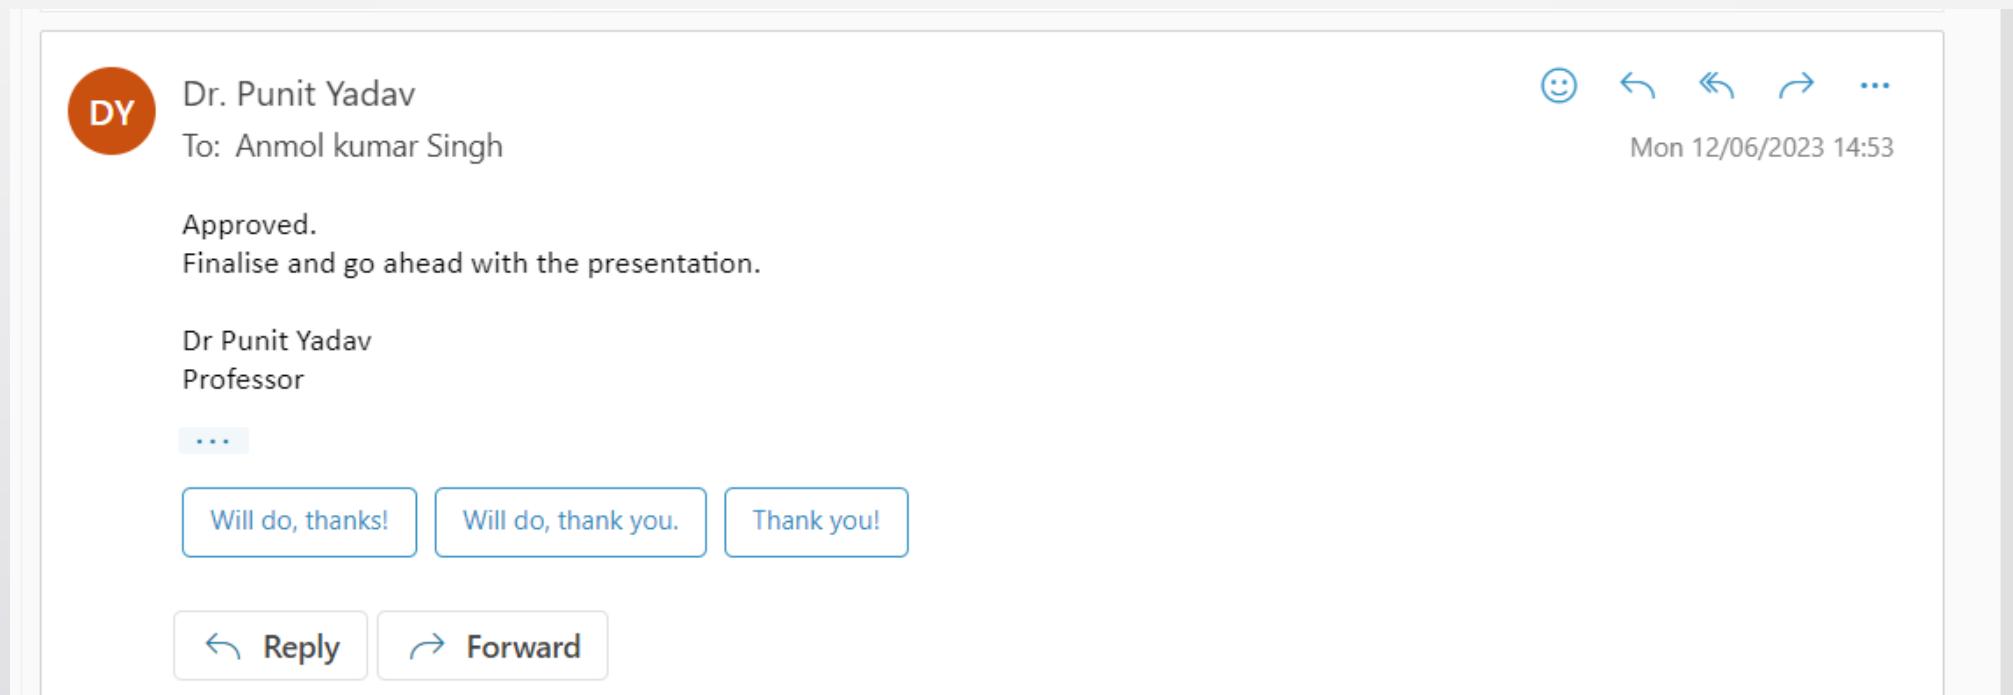 DY
Dr. Punit Yadav
To: Anmol kumar Singh
Mon 12/06/2023 14:53
Approved.
Finalise and go ahead with the presentation.
Dr Punit Yadav
Professor
...
Will do, thanks!
Will do, thank you.
Thank you!
Reply
Forward